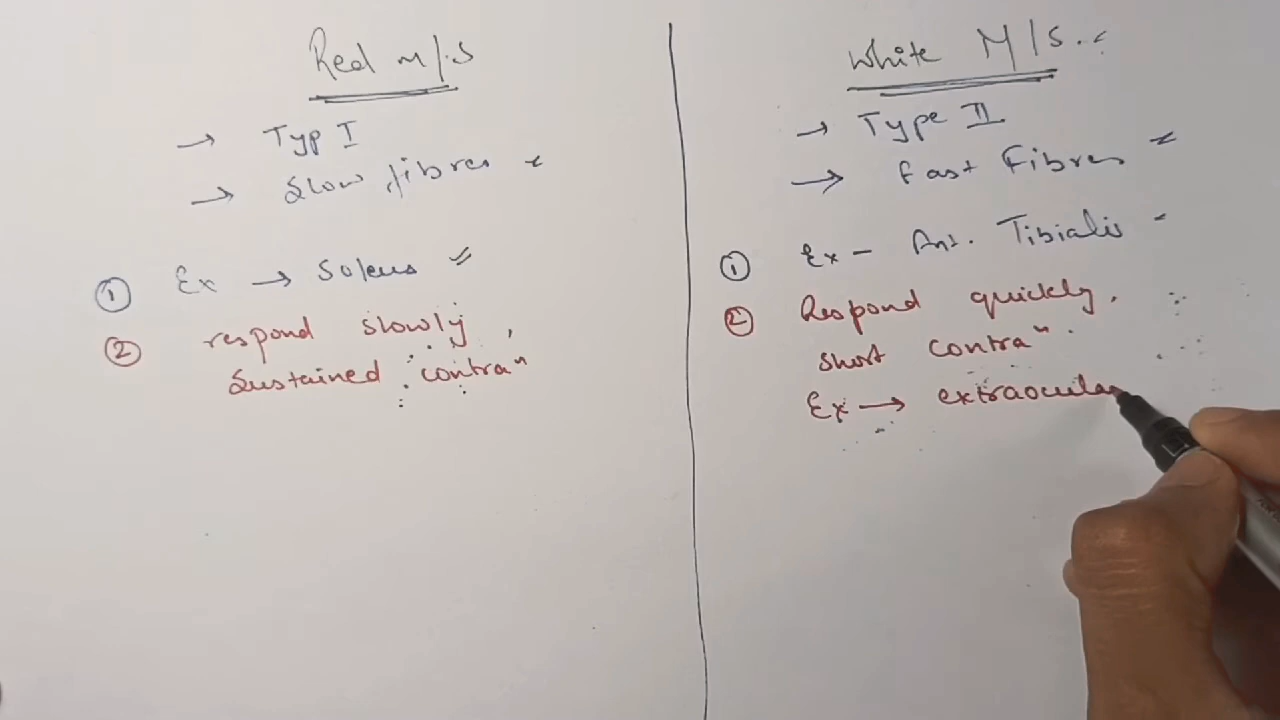 Red m/s
→ Typ I
→ Slow fibres
① Ex → Soleus
② respond slowly,
Sustained contraⁿ
White M/S.
→ Type II
→ fast Fibres
① Ex - Ant. Tibialis
② Respond quickly,
short contraⁿ.
Ex → extraocular